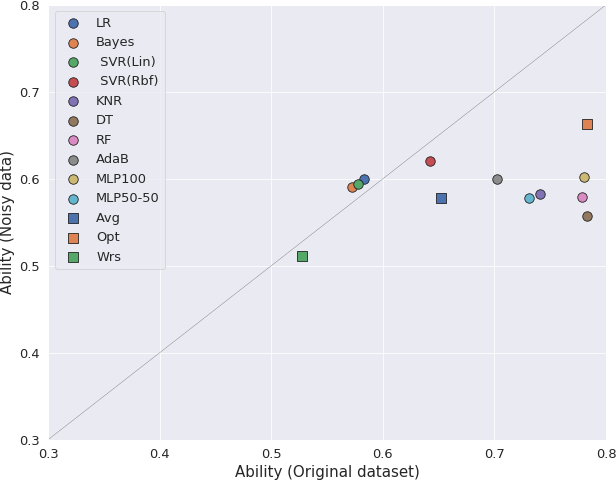 0.8
0.7
0.6
0.5
0.4
0.3
Ability (Noisy data)
LR
Bayes
SVR(Lin)
SVR(Rbf)
KNR
DT
RF
AdaB
MLP100
MLP50-50
Avg
Opt
Wrs
0.3 0.4 0.5 0.6 0.7 0.8
Ability (Original dataset)